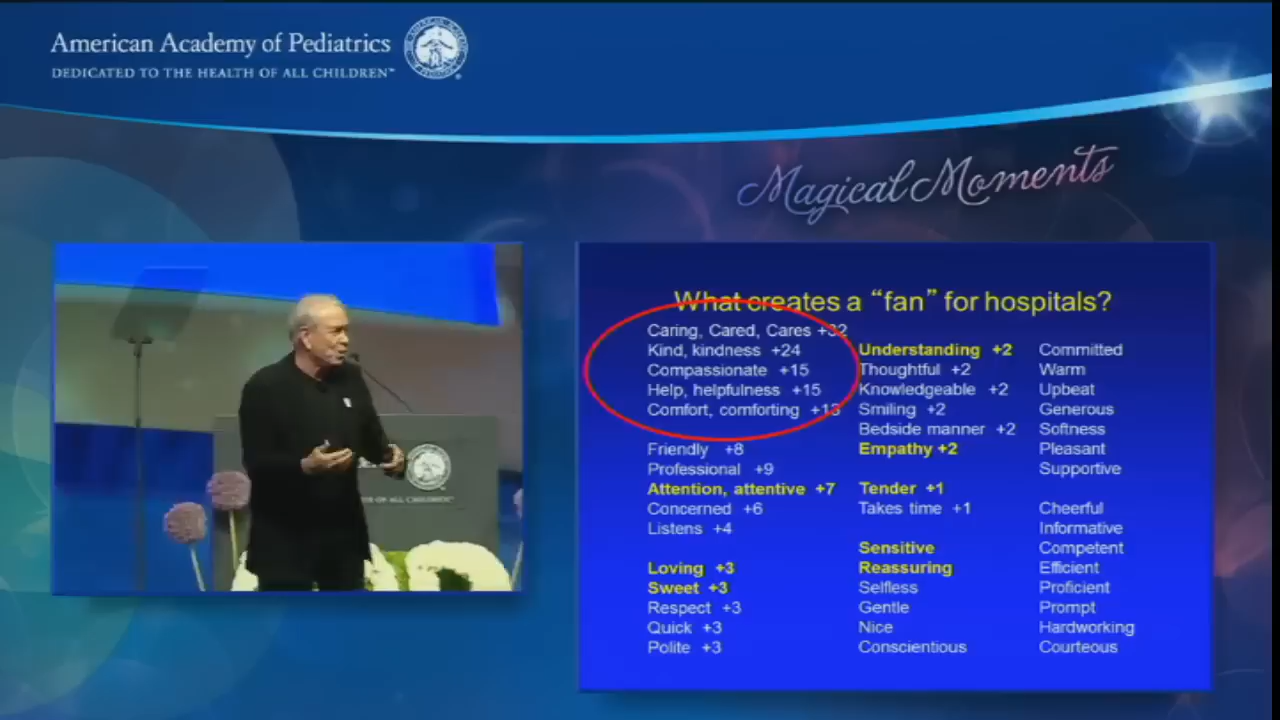 American Academy of Pediatrics
DEDICATED TO THE HEALTH OF ALL CHILDREN™
Magical Moments
What creates a “fan” for hospitals?
Caring, Cared, Cares +32
Kind, kindness +24
Compassionate +15
Help, helpfulness +15
Comfort, comforting +13
Friendly +8
Professional +9
Attention, attentive +7
Concerned +6
Listens +4
Loving +3
Sweet +3
Respect +3
Quick +3
Polite +3
Understanding +2
Thoughtful +2
Knowledgeable +2
Smiling +2
Bedside manner +2
Empathy +2
Tender +1
Takes time +1
Sensitive
Reassuring
Selfless
Gentle
Nice
Conscientious
Committed
Warm
Upbeat
Generous
Softness
Pleasant
Supportive
Cheerful
Informative
Competent
Efficient
Proficient
Prompt
Hardworking
Courteous
OF ALL CHILDREN